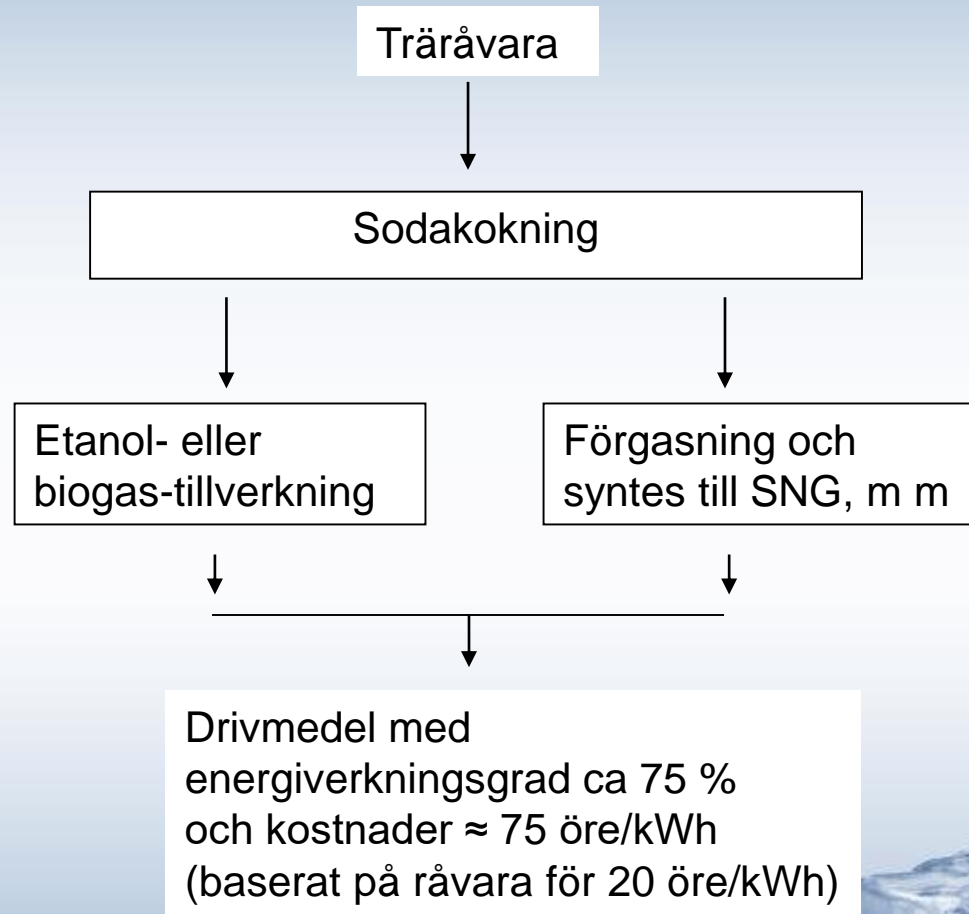 Träråvara
Sodakokning
Etanol- eller
biogas-tillverkning
Förgasning och
syntes till SNG, m m
Drivmedel med
energiverkningsgrad ca 75 %
och kostnader ≈ 75 öre/kWh
(baserat på råvara för 20 öre/kWh)